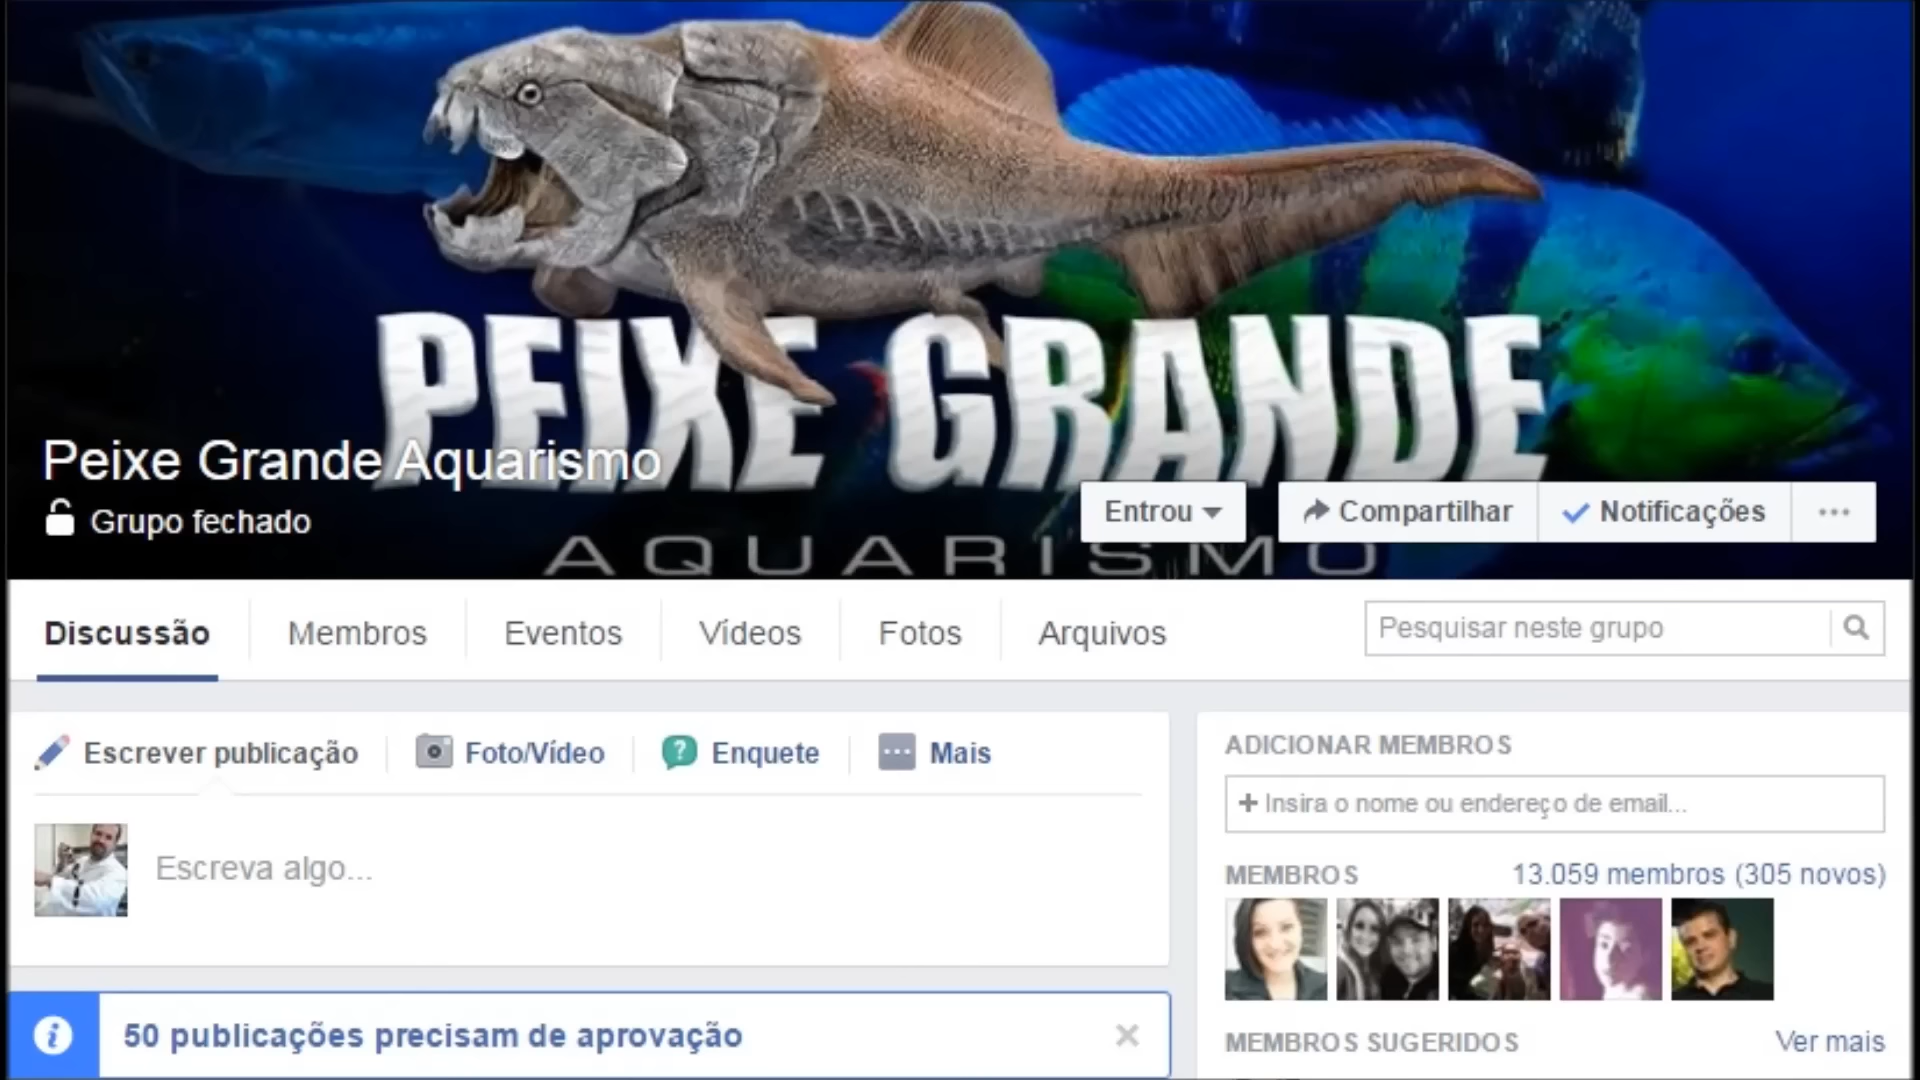 PEIXE GRANDE
Peixe Grande Aquarismo
Grupo fechado
Entrou
Compartilhar
Notificações
AQUARISMO
Discussão
Membros
Eventos
Vídeos
Fotos
Arquivos
Pesquisar neste grupo
Escrever publicação
Foto/Vídeo
Enquete
Mais
Escreva algo...
50 publicações precisam de aprovação
ADICIONAR MEMBROS
+ Insira o nome ou endereço de email...
MEMBROS
13.059 membros (305 novos)
MEMBROS SUGERIDOS
Ver mais